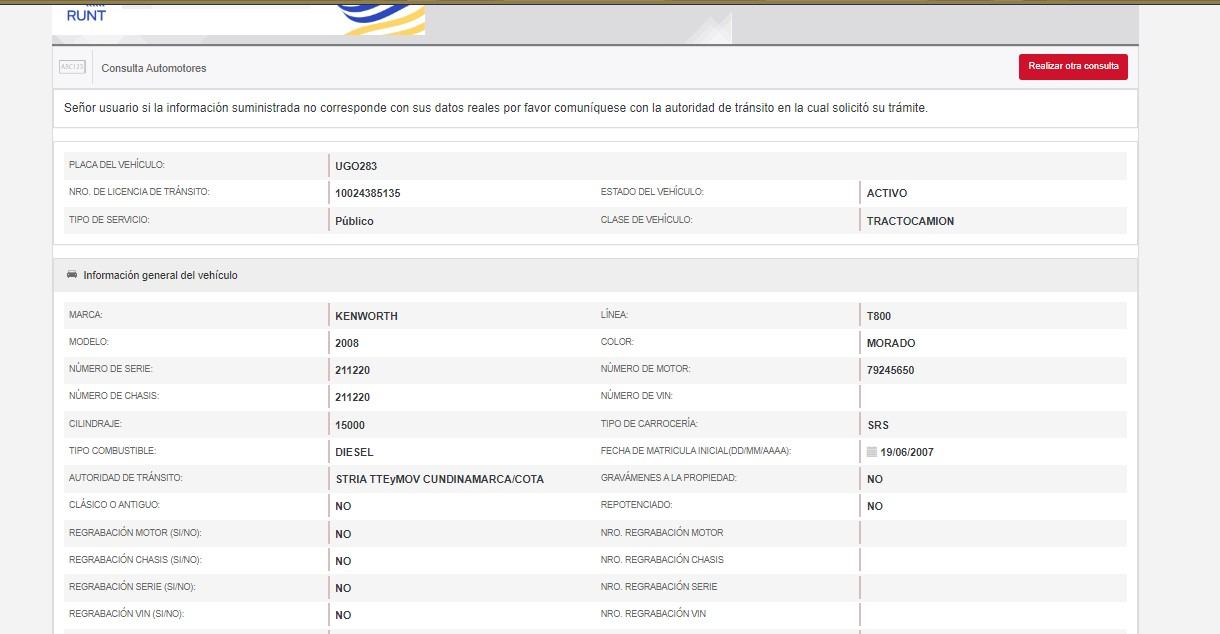 RUNT
ABC123
Consulta Automotores
Realizar otra consulta
Señor usuario si la información suministrada no corresponde con sus datos reales por favor comuníquese con la autoridad de tránsito en la cual solicitó su trámite.
PLACA DEL VEHÍCULO: UGO283
NRO. DE LICENCIA DE TRÁNSITO: 10024385135 ESTADO DEL VEHÍCULO: ACTIVO
TIPO DE SERVICIO: Público CLASE DE VEHÍCULO: TRACTOCAMION
Información general del vehículo
MARCA: KENWORTH LÍNEA: T800
MODELO: 2008 COLOR: MORADO
NÚMERO DE SERIE: 211220 NÚMERO DE MOTOR: 79245650
NÚMERO DE CHASIS: 211220 NÚMERO DE VIN:
CILINDRAJE: 15000 TIPO DE CARROCERÍA: SRS
TIPO COMBUSTIBLE: DIESEL FECHA DE MATRICULA INICIAL(DD/MM/AAAA): 19/06/2007
AUTORIDAD DE TRÁNSITO: STRIA TTEyMOV CUNDINAMARCA/COTA GRAVÁMENES A LA PROPIEDAD: NO
CLÁSICO O ANTIGUO: NO REPOTENCIADO: NO
REGRABACIÓN MOTOR (SI/NO): NO NRO. REGRABACIÓN MOTOR
REGRABACIÓN CHASIS (SI/NO): NO NRO. REGRABACIÓN CHASIS
REGRABACIÓN SERIE (SI/NO): NO NRO. REGRABACIÓN SERIE
REGRABACIÓN VIN (SI/NO): NO NRO. REGRABACIÓN VIN